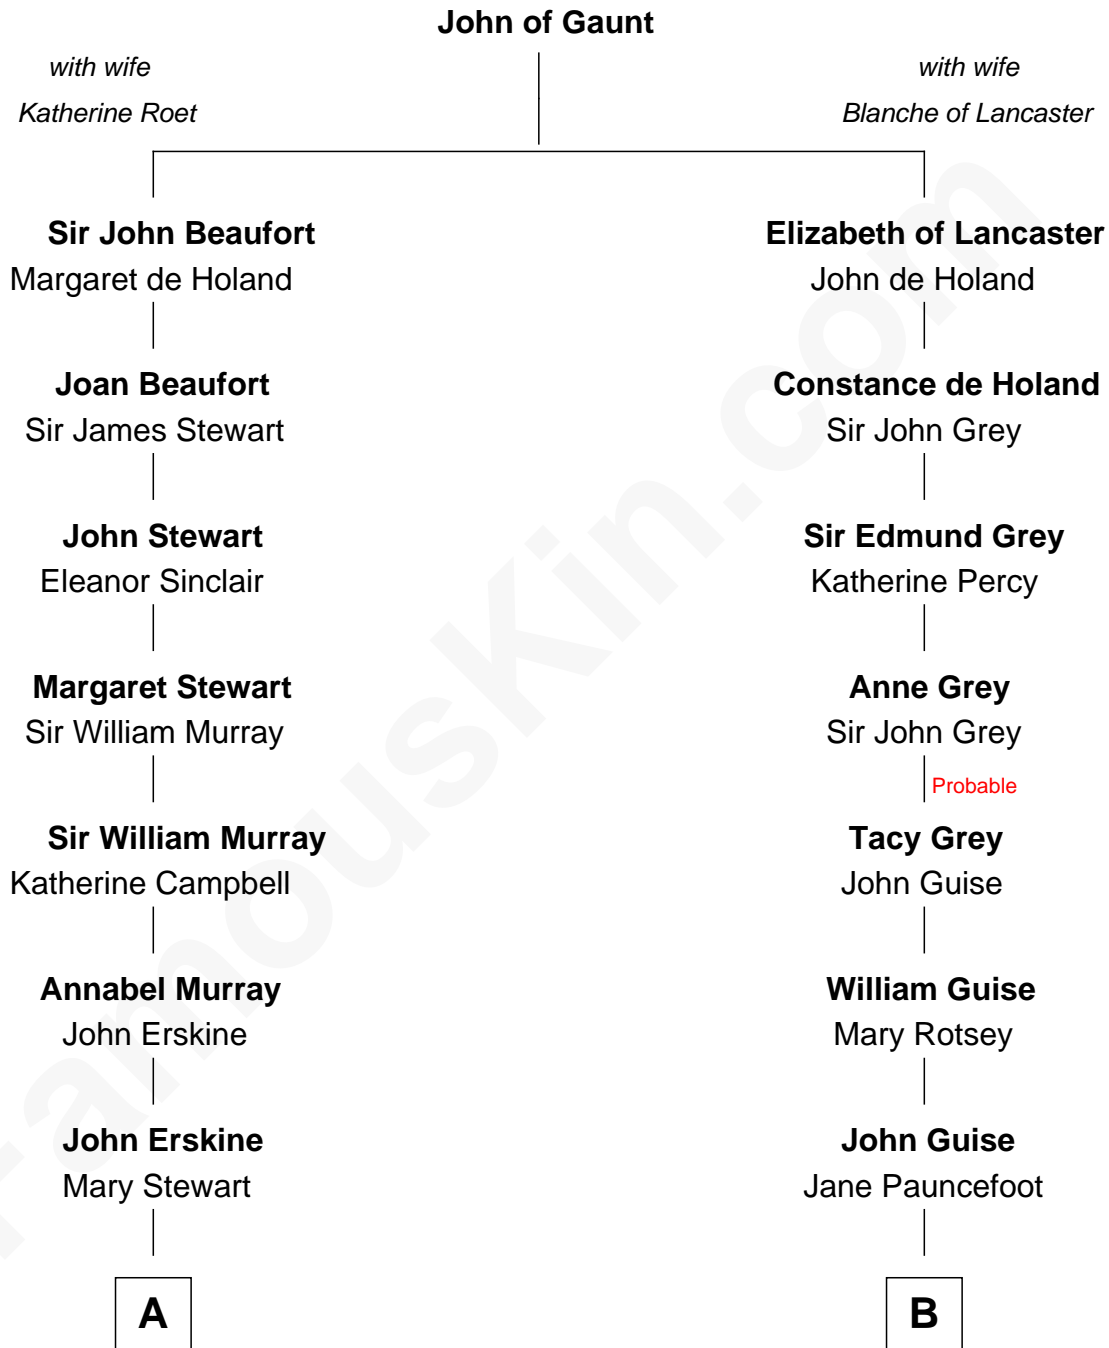 John of Gaunt
with wife
Katherine Roet
with wife
Blanche of Lancaster
Sir John Beaufort
Margaret de Holand
Elizabeth of Lancaster
John de Holand
Joan Beaufort
Sir James Stewart
Constance de Holand
Sir John Grey
John Stewart
Eleanor Sinclair
Sir Edmund Grey
Katherine Percy
Margaret Stewart
Sir William Murray
Anne Grey
Sir John Grey
Probable
Sir William Murray
Katherine Campbell
Tacy Grey
John Guise
Annabel Murray
John Erskine
William Guise
Mary Rotsey
John Erskine
Mary Stewart
John Guise
Jane Pauncefoot
A
B
FamousKin.com